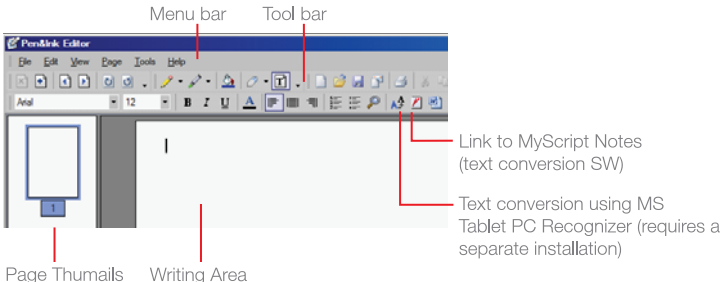 Menu bar Tool bar
Pen&Ink Editor
File Edit View Page Tools Help
Arial 12 B I U A
Link to MyScript Notes
(text conversion SW)
1
Text conversion using MS
Tablet PC Recognizer (requires a
separate installation)
Page Thumails Writing Area